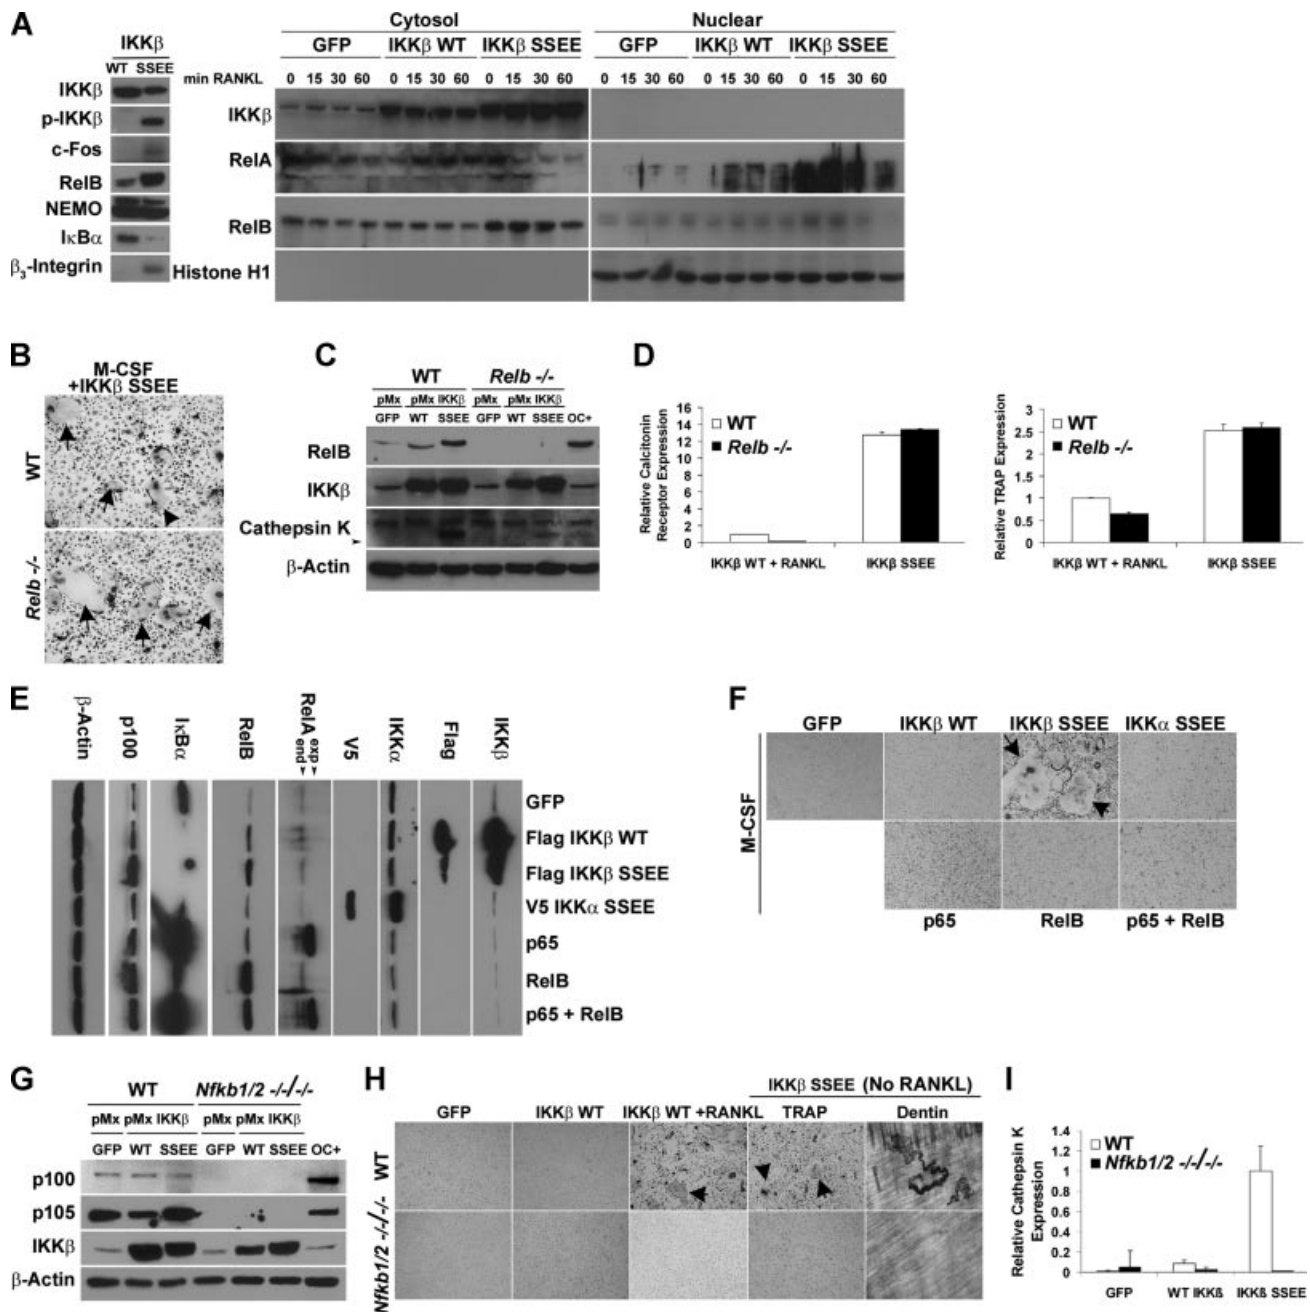 A
IKKβ
WT SSEE
IKKβ
p-IKKβ
c-Fos
RelB
NEMO
IκBα
β3-Integrin
Cytosol
Nuclear
GFP IKKβ WT IKKβ SSEE
GFP IKKβ WT IKKβ SSEE
min RANKL
0 15 30 60 0 15 30 60 0 15 30 60
0 15 30 60 0 15 30 60 0 15 30 60
IKKβ
RelA
RelB
Histone H1
B
M-CSF
+IKKβ SSEE
WT
Relb -/-
C
WT Relb -/-
pMx pMx IKKβ pMx pMx IKKβ
GFP WT SSEE GFP WT SSEE OC+
RelB
IKKβ
Cathepsin K
β-Actin
D
Relative Calcitonin
Receptor Expression
16
14
12
10
8
6
4
2
0
WT
Relb -/-
IKKβ WT + RANKL IKKβ SSEE
Relative TRAP Expression
3
2.5
2
1.5
1
0.5
0
WT
Relb -/-
IKKβ WT + RANKL IKKβ SSEE
E
β-Actin
p100
IκBα
RelB
RelA exp end
V5
IKKα
Flag
IKKβ
GFP
Flag IKKβ WT
Flag IKKβ SSEE
V5 IKKα SSEE
p65
RelB
p65 + RelB
F
GFP IKKβ WT IKKβ SSEE IKKα SSEE
M-CSF
p65 RelB p65 + RelB
G
WT Nfkb1/2 -/-/-/-
pMx pMx IKKβ pMx pMx IKKβ
GFP WT SSEE GFP WT SSEE OC+
p100
p105
IKKβ
β-Actin
H
IKKβ SSEE (No RANKL)
GFP IKKβ WT IKKβ WT +RANKL TRAP Dentin
WT
Nfkb1/2 -/-/-/-
I
Relative Cathepsin K
Expression
1.4
1.2
1
0.8
0.6
0.4
0.2
0
WT
Nfkb1/2 -/-/-/-
GFP WT IKKß IKKß SSEE